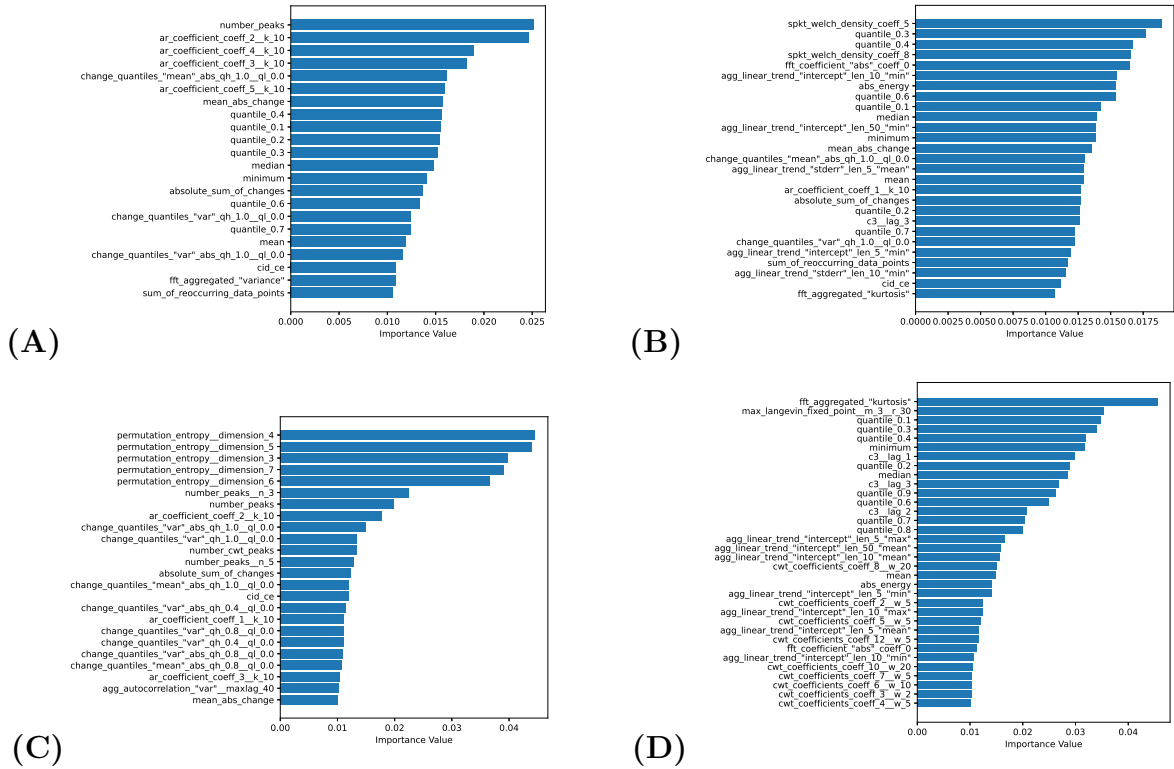 number_peaks
ar_coefficient_coeff_2__k_10
ar_coefficient_coeff_4__k_10
ar_coefficient_coeff_3__k_10
change_quantiles_"mean"_abs_qh_1.0__ql_0.0
ar_coefficient_coeff_5__k_10
mean_abs_change
quantile_0.4
quantile_0.1
quantile_0.2
quantile_0.3
median
minimum
absolute_sum_of_changes
quantile_0.6
change_quantiles_"var"_qh_1.0__ql_0.0
quantile_0.7
mean
change_quantiles_"var"_abs_qh_1.0__ql_0.0
cid_ce
fft_aggregated_"variance"
sum_of_reoccurring_data_points
0.000 0.005 0.010 0.015 0.020 0.025
Importance Value
(A)
spkt_welch_density_coeff_5
quantile_0.3
quantile_0.4
spkt_welch_density_coeff_8
fft_coefficient_"abs"_coeff_0
agg_linear_trend_"intercept"_len_10_"min"
abs_energy
quantile_0.6
quantile_0.1
median
agg_linear_trend_"intercept"_len_50_"min"
minimum
mean_abs_change
change_quantiles_"mean"_abs_qh_1.0__ql_0.0
agg_linear_trend_"stderr"_len_5_"mean"
mean
ar_coefficient_coeff_1__k_10
absolute_sum_of_changes
quantile_0.2
c3__lag_3
quantile_0.7
change_quantiles_"var"_qh_1.0__ql_0.0
agg_linear_trend_"intercept"_len_5_"min"
sum_of_reoccurring_data_points
agg_linear_trend_"stderr"_len_10_"min"
cid_ce
fft_aggregated_"kurtosis"
0.0000 0.0025 0.0050 0.0075 0.0100 0.0125 0.0150 0.0175
Importance Value
(B)
permutation_entropy__dimension_4
permutation_entropy__dimension_5
permutation_entropy__dimension_3
permutation_entropy__dimension_7
permutation_entropy__dimension_6
number_peaks__n_3
number_peaks
ar_coefficient_coeff_2__k_10
change_quantiles_"var"_abs_qh_1.0__ql_0.0
change_quantiles_"var"_qh_1.0__ql_0.0
number_cwt_peaks
number_peaks__n_5
absolute_sum_of_changes
change_quantiles_"mean"_abs_qh_1.0__ql_0.0
cid_ce
change_quantiles_"var"_abs_qh_0.4__ql_0.0
ar_coefficient_coeff_1__k_10
change_quantiles_"var"_qh_0.8__ql_0.0
change_quantiles_"var"_qh_0.4__ql_0.0
change_quantiles_"var"_abs_qh_0.8__ql_0.0
change_quantiles_"mean"_abs_qh_0.8__ql_0.0
ar_coefficient_coeff_3__k_10
agg_autocorrelation_"var"__maxlag_40
mean_abs_change
0.00 0.01 0.02 0.03 0.04
Importance Value
(C)
fft_aggregated_"kurtosis"
max_langevin_fixed_point__m_3__r_30
quantile_0.1
quantile_0.3
quantile_0.4
minimum
c3__lag_1
quantile_0.2
median
c3__lag_3
quantile_0.9
quantile_0.6
c3__lag_2
quantile_0.7
quantile_0.8
agg_linear_trend_"intercept"_len_5_"max"
agg_linear_trend_"intercept"_len_50_"mean"
agg_linear_trend_"intercept"_len_10_"mean"
cwt_coefficients_coeff_8__w_20
mean
abs_energy
agg_linear_trend_"intercept"_len_5_"min"
cwt_coefficients_coeff_2__w_5
agg_linear_trend_"intercept"_len_10_"max"
cwt_coefficients_coeff_5__w_5
agg_linear_trend_"intercept"_len_5_"mean"
cwt_coefficients_coeff_12__w_5
fft_coefficient_"abs"_coeff_0
agg_linear_trend_"intercept"_len_10_"min"
cwt_coefficients_coeff_10__w_20
cwt_coefficients_coeff_7__w_5
cwt_coefficients_coeff_6__w_10
cwt_coefficients_coeff_3__w_2
cwt_coefficients_coeff_4__w_5
0.00 0.01 0.02 0.03 0.04
Importance Value
(D)